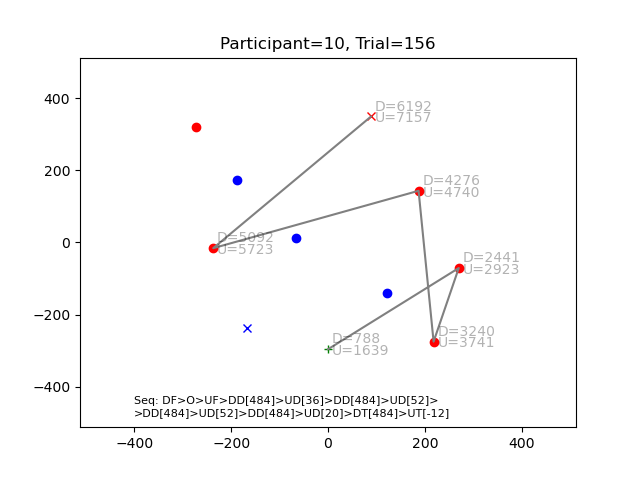 Participant=10, Trial=156
400
200
0
−200
−400
D=6192
U=7157
D=4276
U=4740
D=5092
U=5723
D=2441
U=2923
D=3240
U=3741
D=788
U=1639
Seq: DF>O>UF>DD[484]>UD[36]>DD[484]>UD[52]>
>DD[484]>UD[52]>DD[484]>UD[20]>DT[484]>UT[-12]
−400 −200 0 200 400